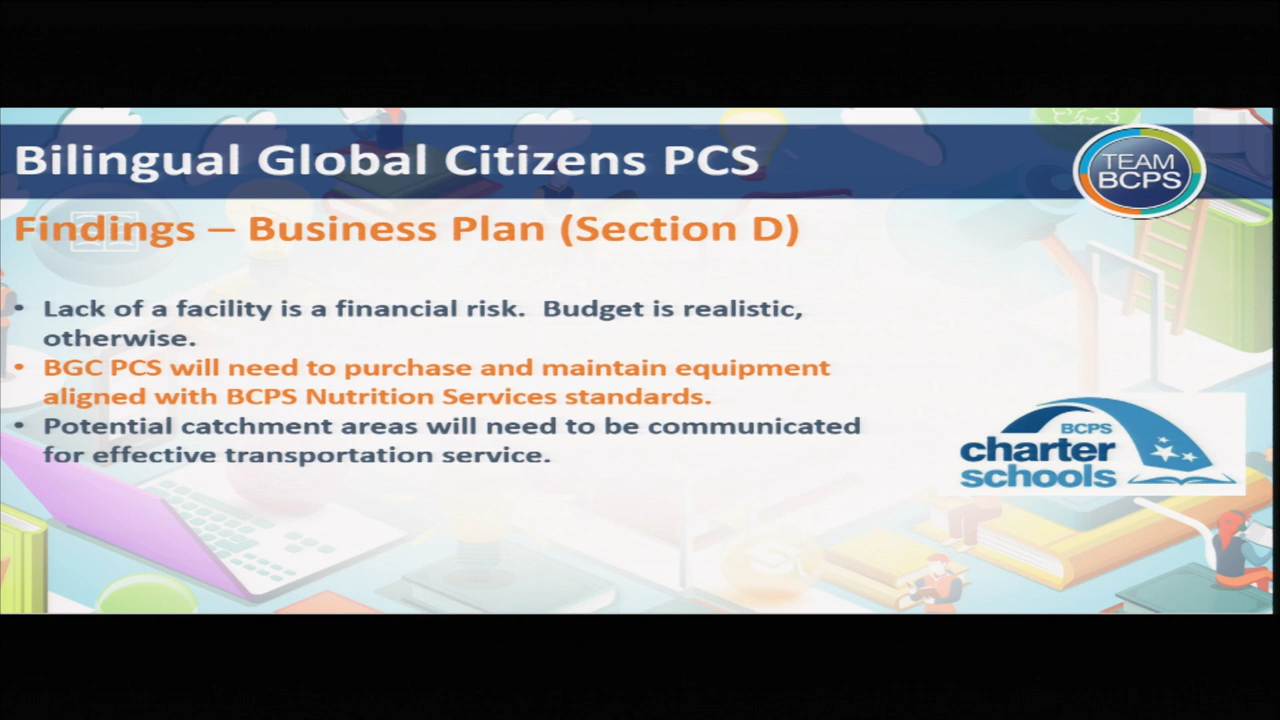 Bilingual Global Citizens PCS
TEAM
BCPS
Findings – Business Plan (Section D)
• Lack of a facility is a financial risk.  Budget is realistic,
otherwise.
• BGC PCS will need to purchase and maintain equipment
aligned with BCPS Nutrition Services standards.
• Potential catchment areas will need to be communicated
for effective transportation service.
BCPS
charter
schools